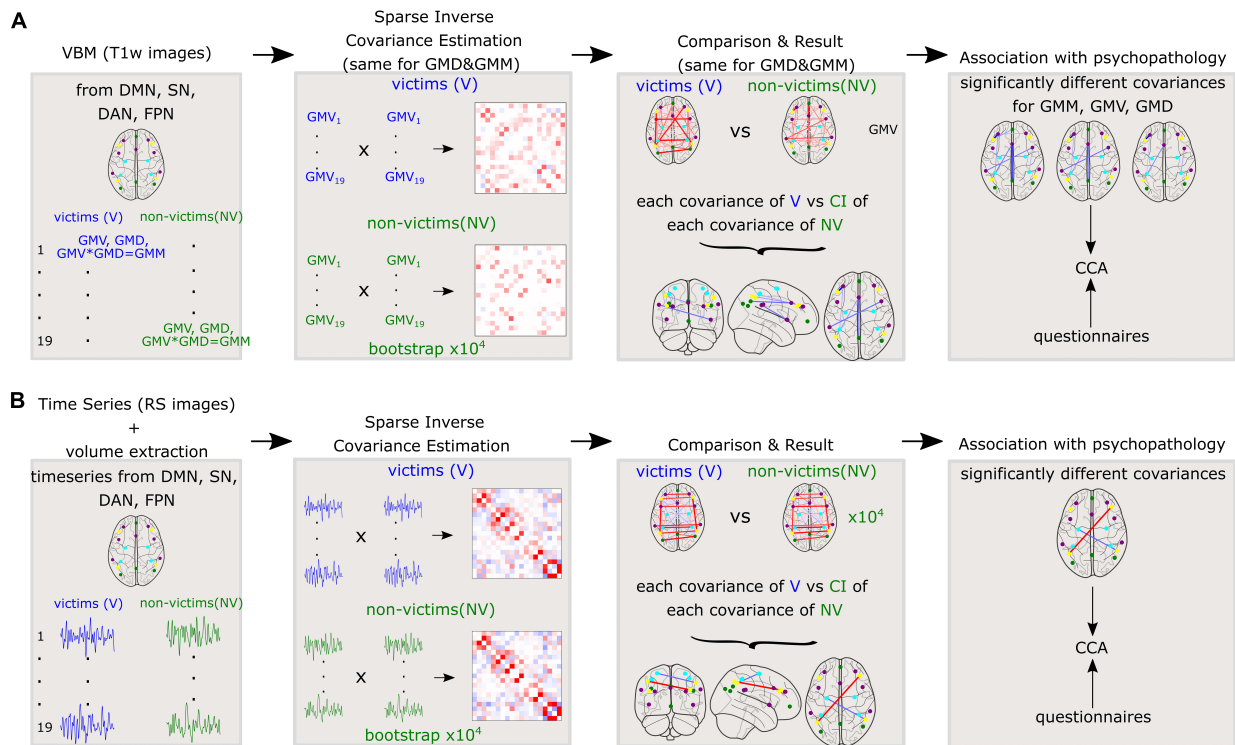 A
VBM (T1w images)
from DMN, SN,
DAN, FPN
victims (V) non-victims(NV)
1 GMV, GMD,
GMV*GMD=GMM
19 GMV, GMD,
GMV*GMD=GMM
Sparse Inverse
Covariance Estimation
(same for GMD&GMM)
victims (V)
GMV1 GMV1
x
GMV19 GMV19
non-victims(NV)
GMV1 GMV1
x
GMV19 GMV19
bootstrap x10^4
Comparison & Result
(same for GMD&GMM)
victims (V) non-victims(NV)
vs GMV
each covariance of V vs CI of
each covariance of NV
Association with psychopathology
significantly different covariances
for GMM, GMV, GMD
CCA
questionnaires
B
Time Series (RS images)
+
volume extraction
timeseries from DMN, SN,
DAN, FPN
victims (V) non-victims(NV)
1
19
Sparse Inverse
Covariance Estimation
victims (V)
x
non-victims(NV)
x
bootstrap x10^4
Comparison & Result
victims (V) non-victims(NV)
vs x10^4
each covariance of V vs CI of
each covariance of NV
Association with psychopathology
significantly different covariances
CCA
questionnaires